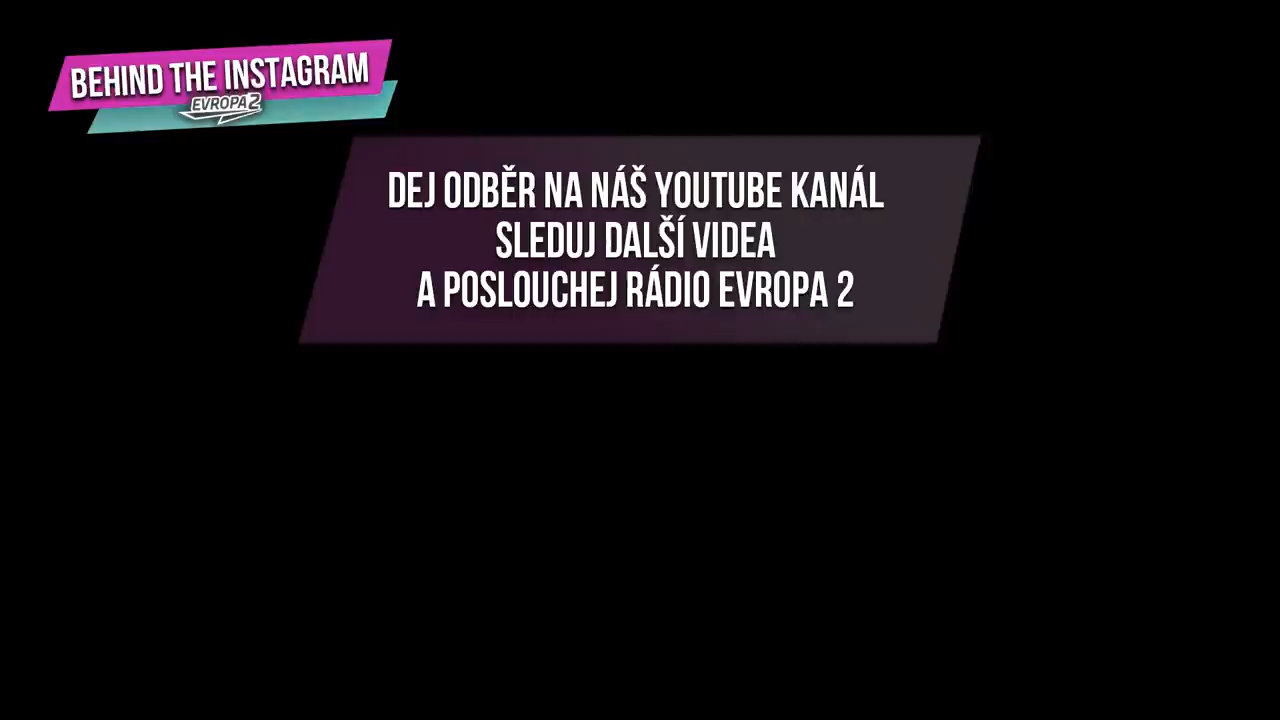 BEHIND THE INSTAGRAM
EVROPA 2
DEJ ODBĚR NA NÁŠ YOUTUBE KANÁL
SLEDUJ DALŠÍ VIDEA
A POSLOUCHEJ RÁDIO EVROPA 2